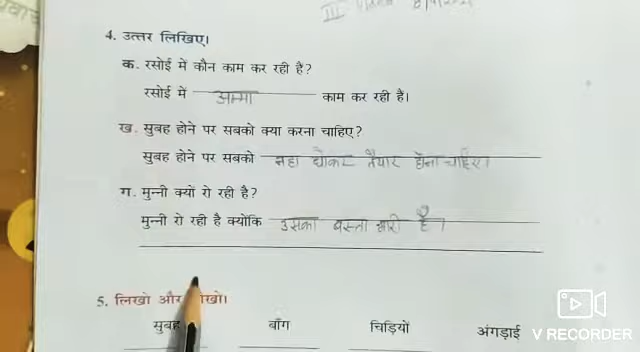 4. उत्तर लिखिए।
क. रसोई में कौन काम कर रही है?
रसोई में अम्मा काम कर रही है।
ख. सुबह होने पर सबको क्या करना चाहिए?
सुबह होने पर सबको नहा धोकर तैयार होना चाहिए।
ग. मुन्नी क्यों रो रही है?
मुन्नी रो रही है क्योंकि उसका बस्ता भारी है।
5. लिखो और
सुबह बाँग चिड़ियों अंगड़ाई
V RECORDER